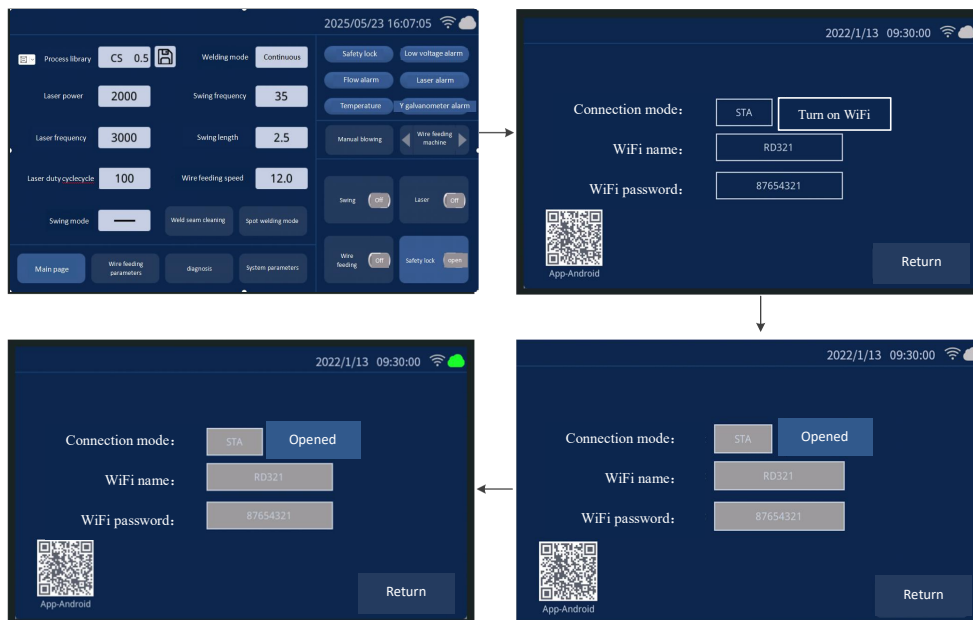 2025/05/23 16:07:05
Process library CS 0.5 Welding mode Continuous
Laser power 2000 Swing frequency 35
Laser frequency 3000 Swing length 2.5
Laser duty cyclecycle 100 Wire feeding speed 12.0
Swing mode Weld seam cleaning Spot welding mode
Main page Wire feeding parameters diagnosis System parameters
Safety lock Low voltage alarm
Flow alarm Laser alarm
Temperature Y galvanometer alarm
Manual blowing Wire feeding machine
Swing Off Laser Off
Wire feeding Off Safety lock open
2022/1/13 09:30:00
Connection mode: STA Turn on WiFi
WiFi name: RD321
WiFi password: 87654321
App-Android
Return
2022/1/13 09:30:00
Connection mode: STA Opened
WiFi name: RD321
WiFi password: 87654321
App-Android
Return
2022/1/13 09:30:00
Connection mode: STA Opened
WiFi name: RD321
WiFi password: 87654321
App-Android
Return